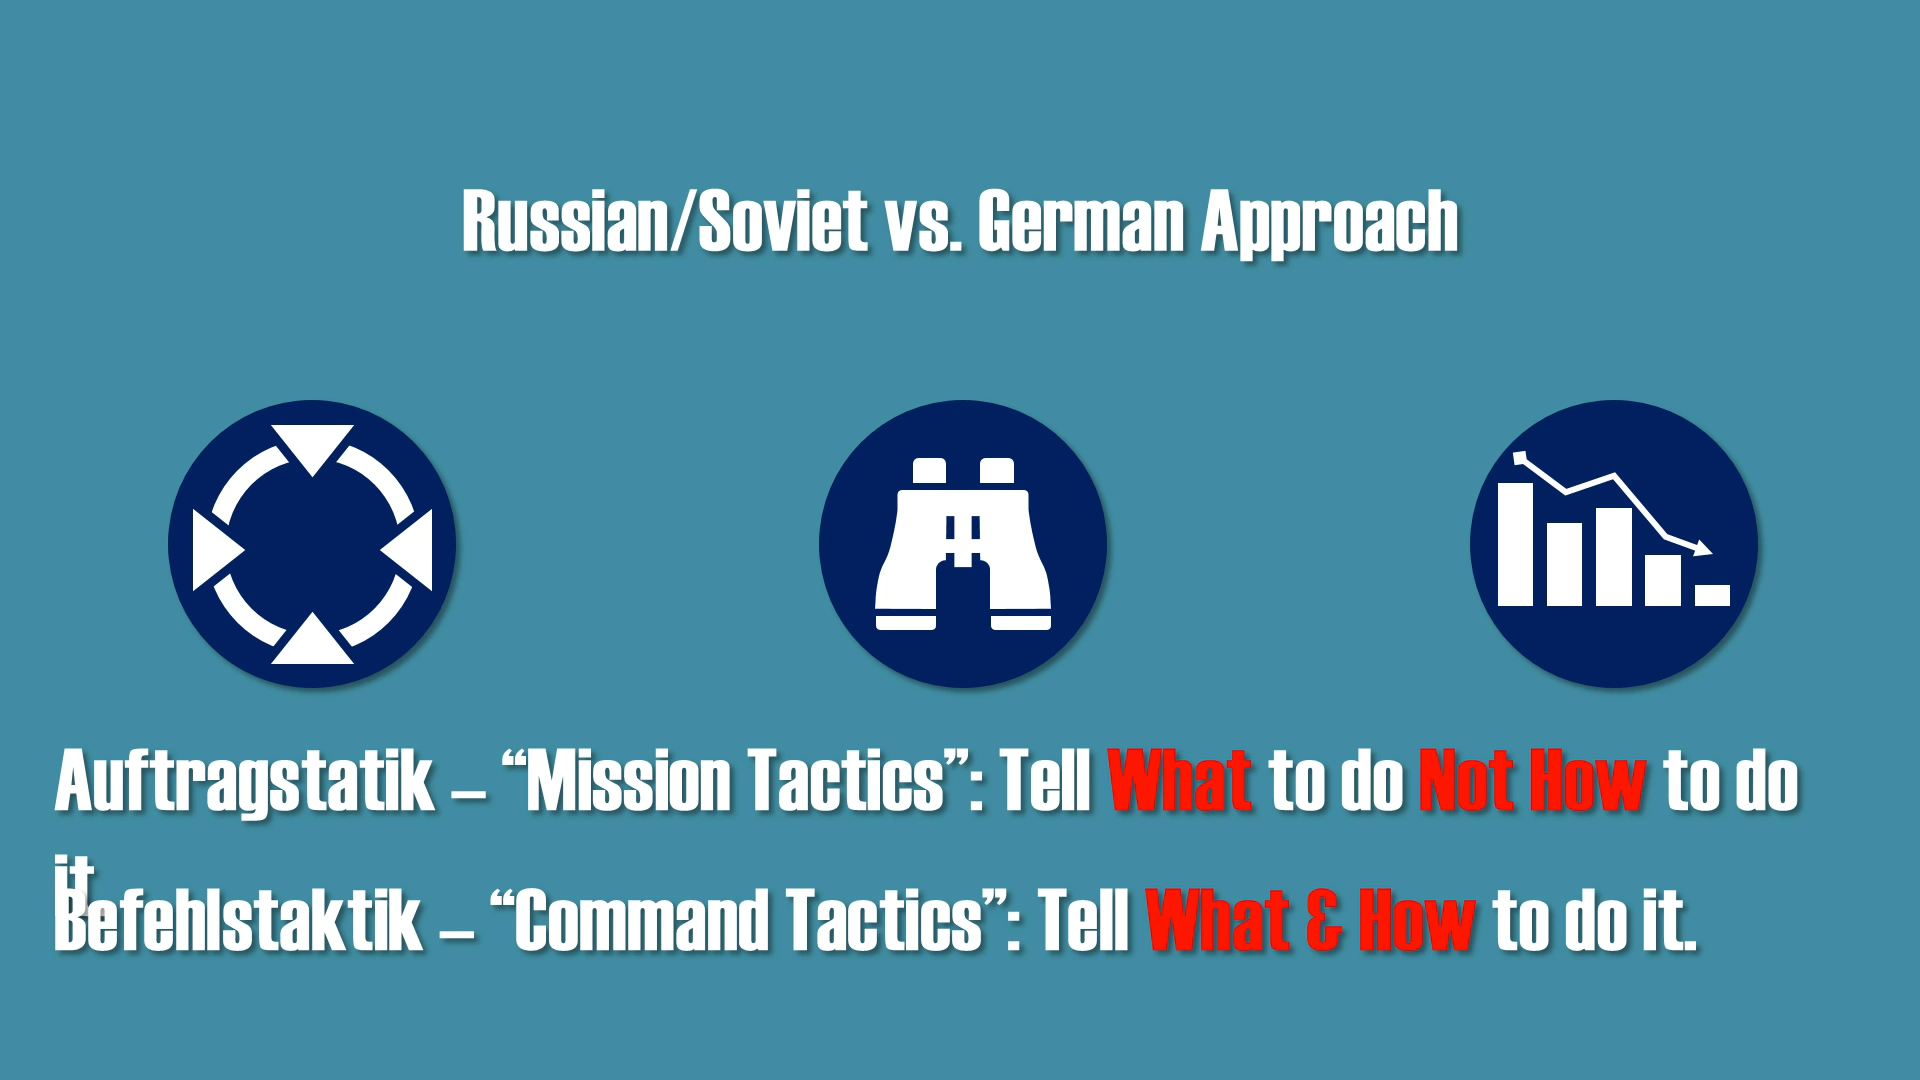 Russian/Soviet vs. German Approach
Auftragstatik – “Mission Tactics”: Tell What to do Not How to do
it
Befehlstaktik – “Command Tactics”: Tell What & How to do it.